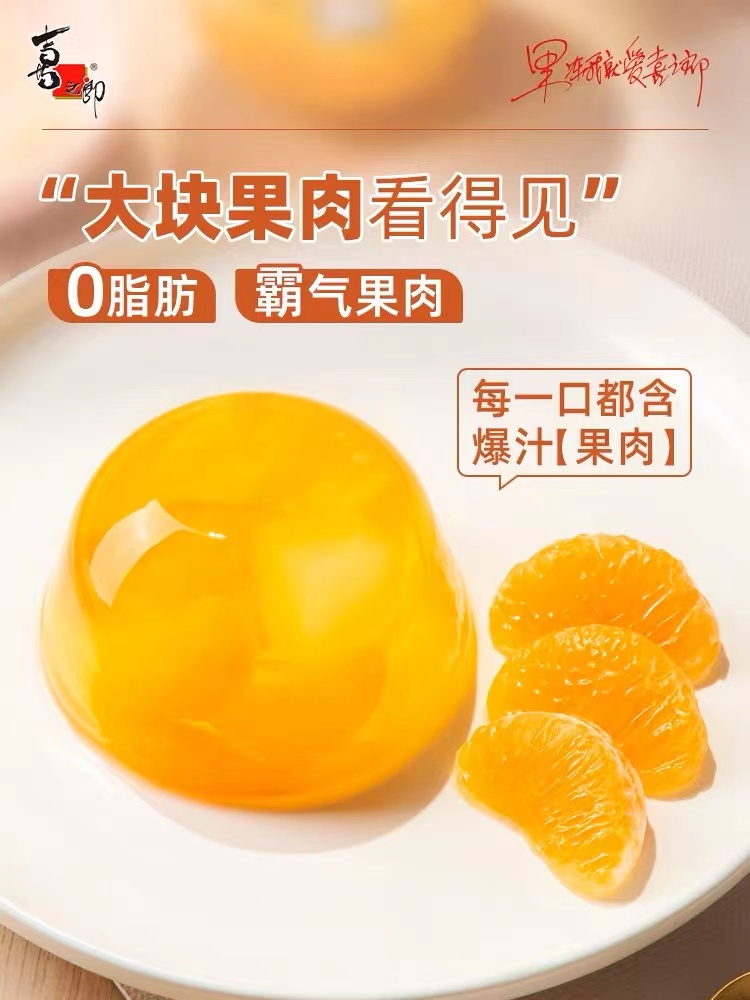 喜之郎®
果冻我就爱喜之郎
“大块果肉看得见”
0脂肪 霸气果肉
每一口都含
爆汁【果肉】